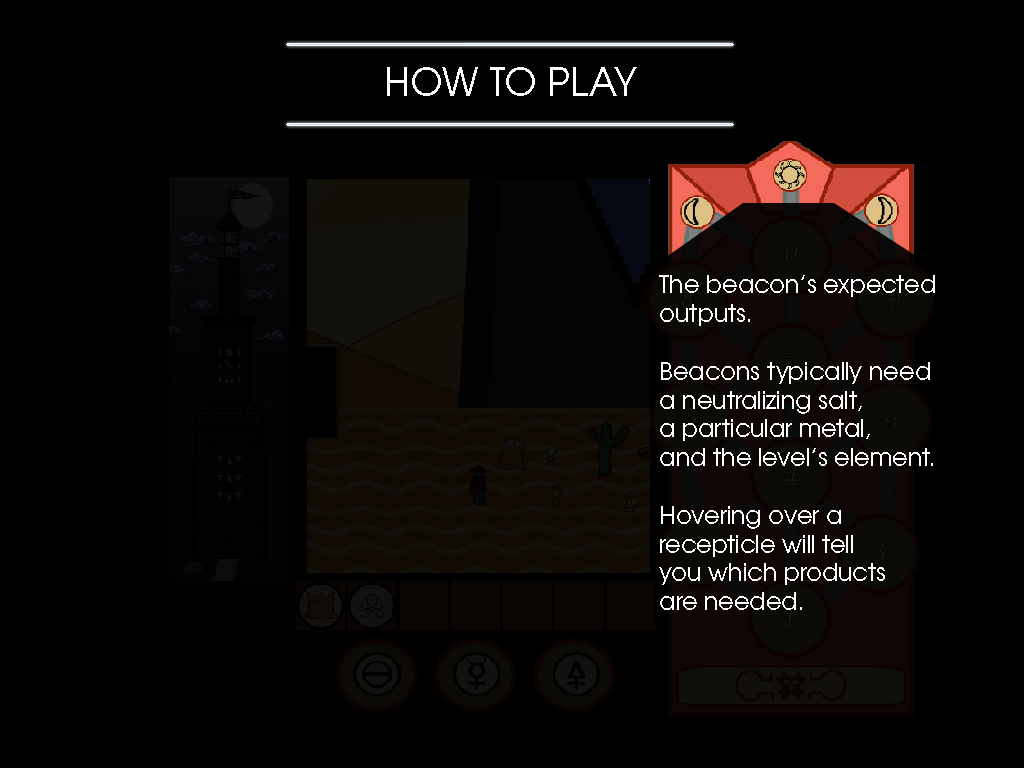 HOW TO PLAY
The beacon's expected
outputs.
Beacons typically need
a neutralizing salt,
a particular metal,
and the level's element.
Hovering over a
recepticle will tell
you which products
are needed.